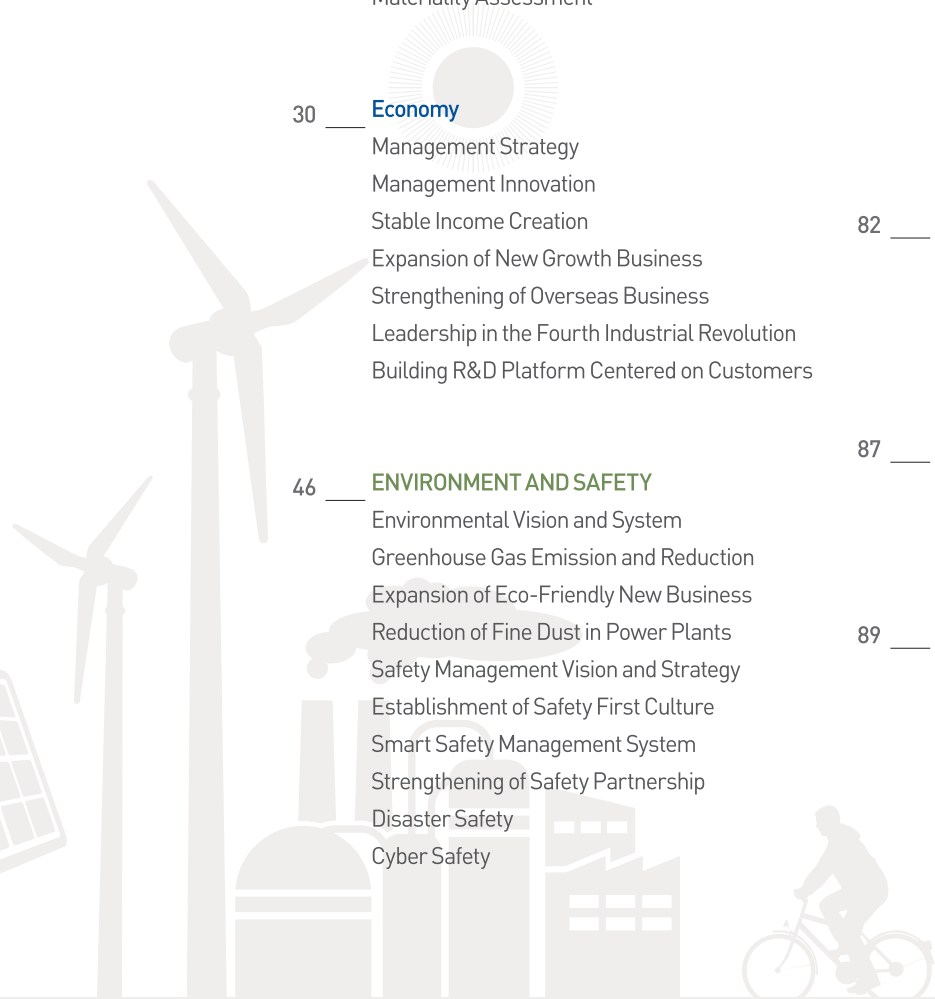 Materiality Assessment
30 Economy
Management Strategy
Management Innovation
Stable Income Creation
Expansion of New Growth Business
Strengthening of Overseas Business
Leadership in the Fourth Industrial Revolution
Building R&D Platform Centered on Customers
46 ENVIRONMENT AND SAFETY
Environmental Vision and System
Greenhouse Gas Emission and Reduction
Expansion of Eco-Friendly New Business
Reduction of Fine Dust in Power Plants
Safety Management Vision and Strategy
Establishment of Safety First Culture
Smart Safety Management System
Strengthening of Safety Partnership
Disaster Safety
Cyber Safety
82
87
89